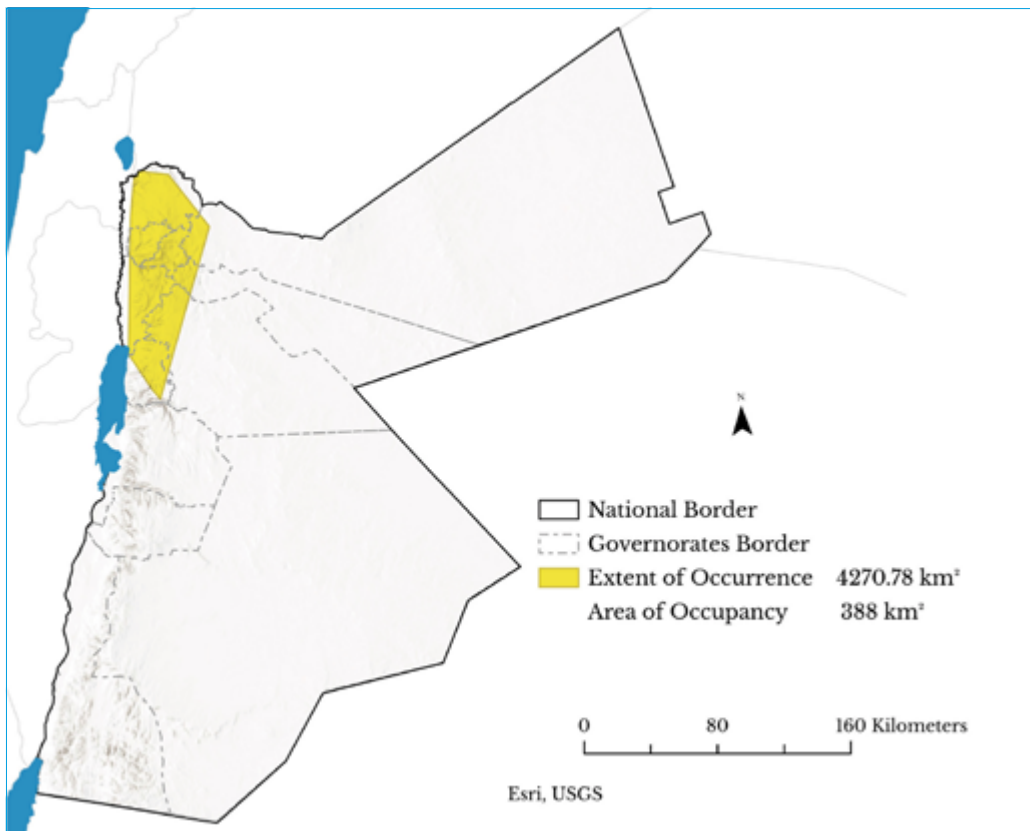 N
National Border
Governorates Border
Extent of Occurrence 4270.78 km²
Area of Occupancy 388 km²
0 80 160 Kilometers
Esri, USGS